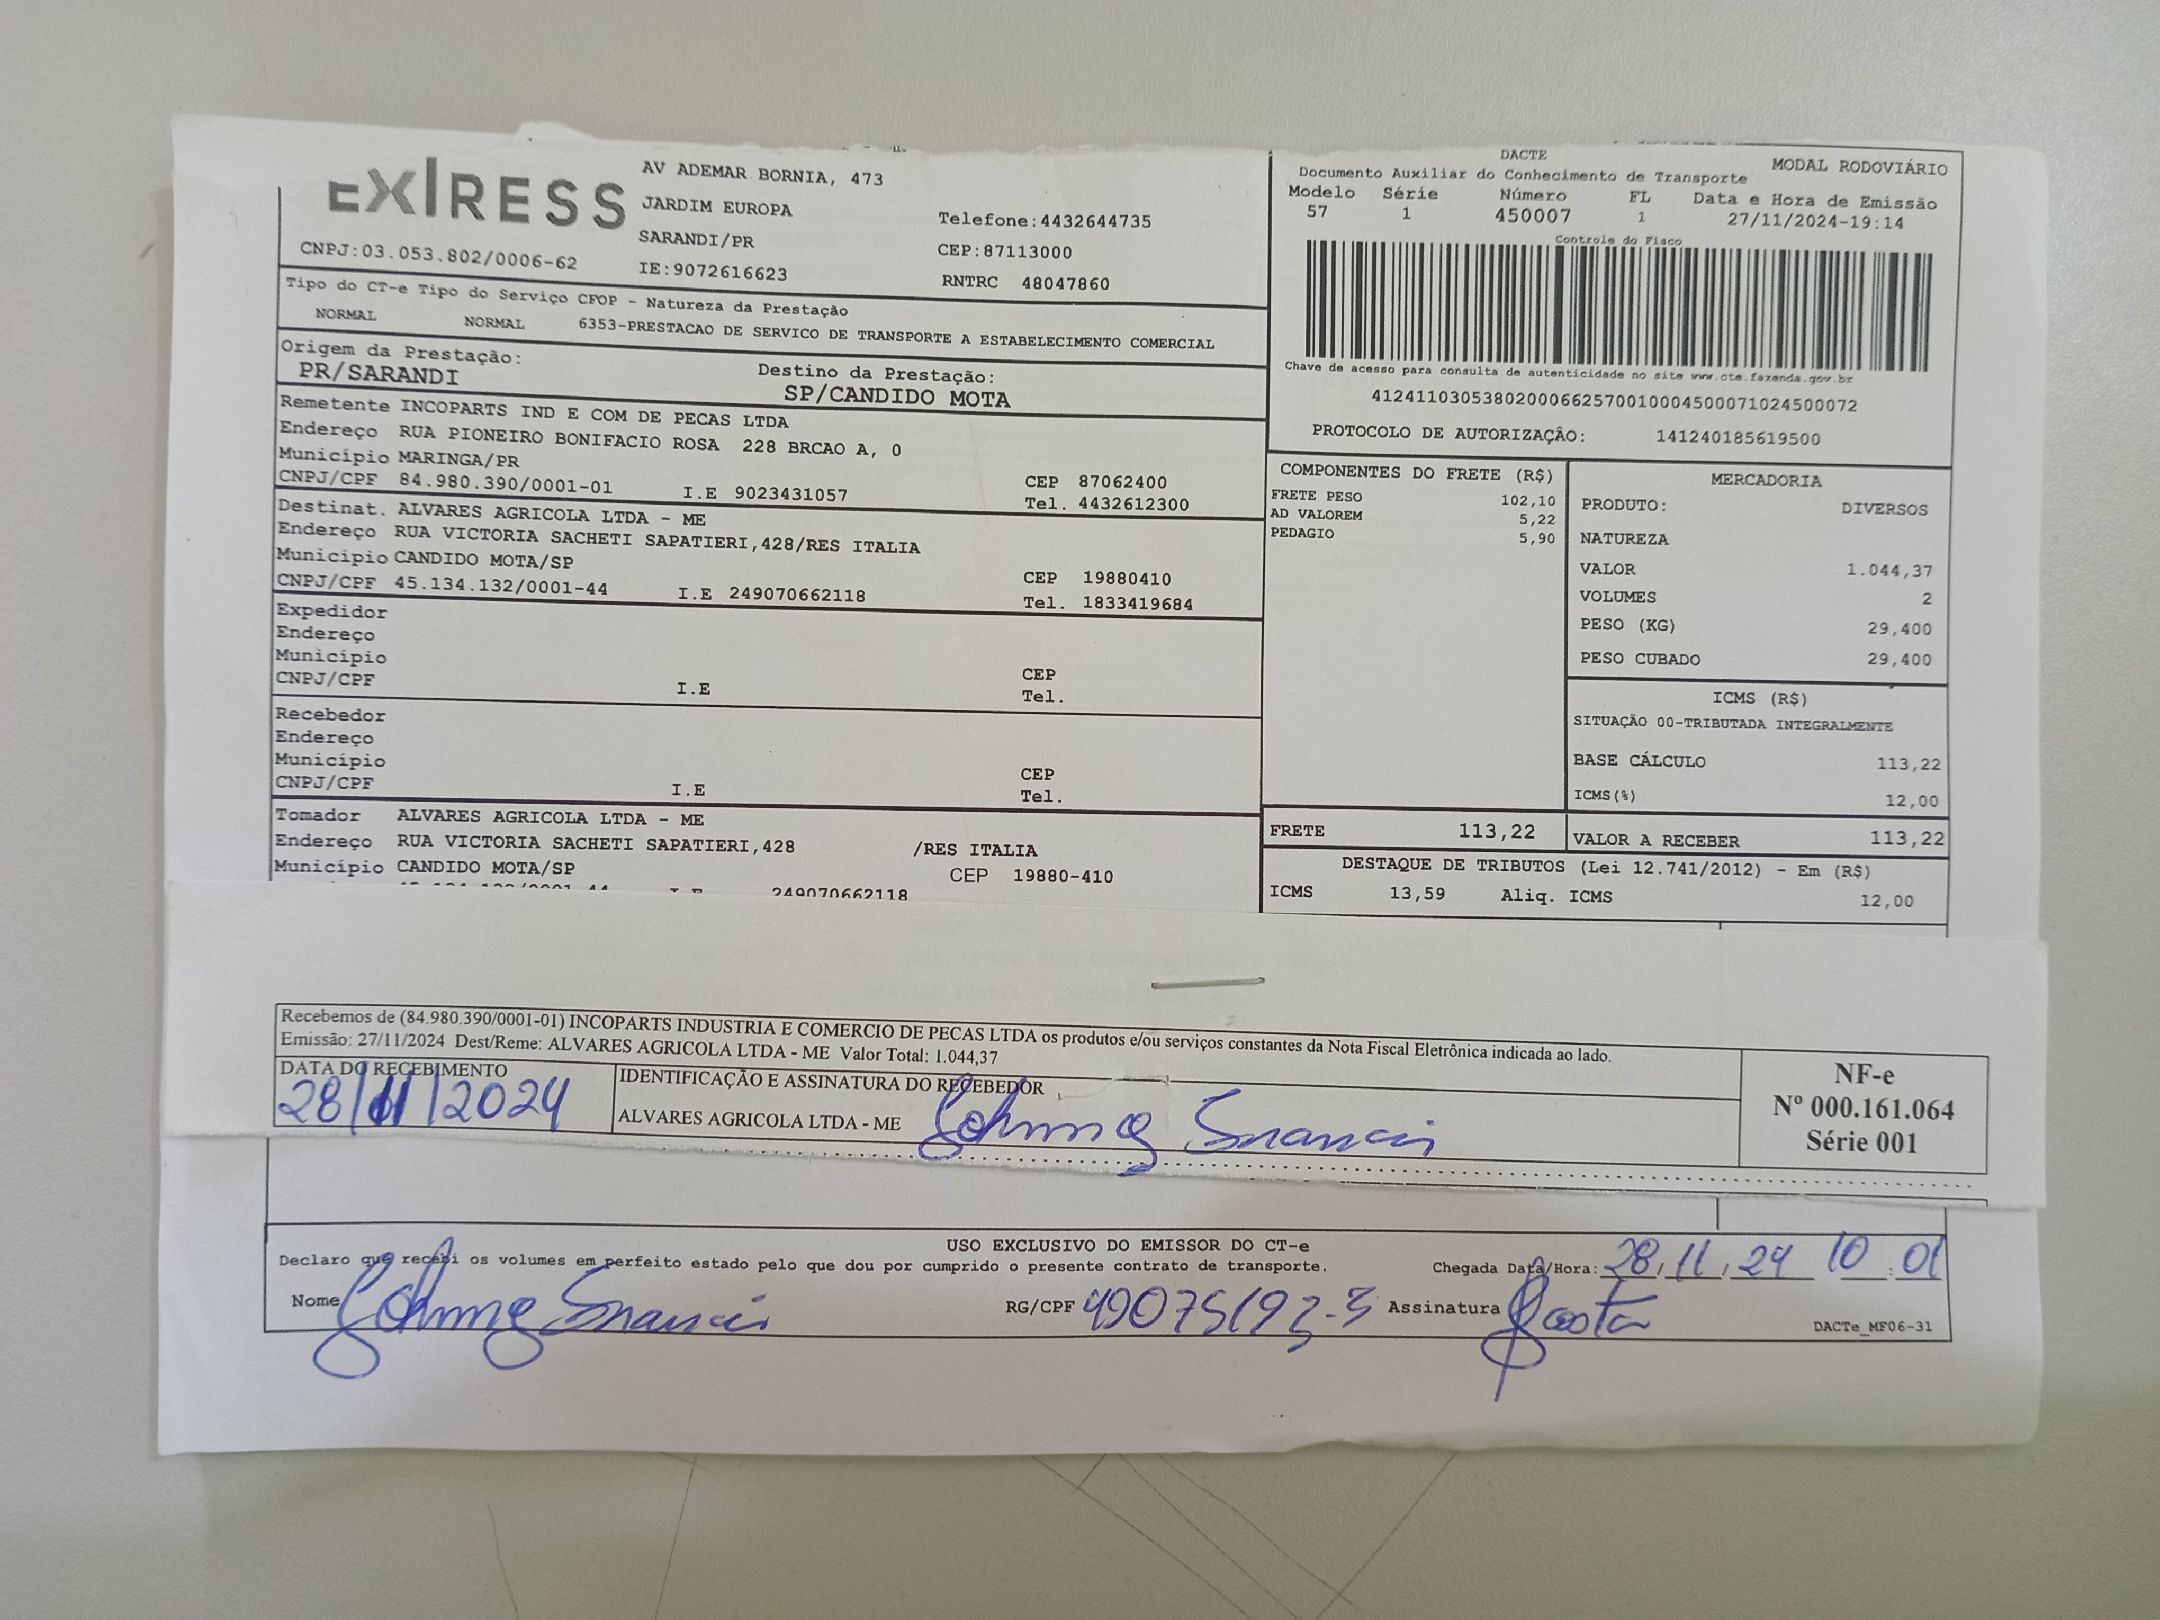 EXPRESS
AV ADEMAR BORNIA, 473
JARDIM EUROPA
SARANDI/PR
CNPJ:03.053.802/0006-62
IE:9072616623
Telefone:4432644735
CEP:87113000
RNTRC 48047860
Tipo do CT-e Tipo do Serviço CFOP - Natureza da Prestação
NORMAL NORMAL 6353-PRESTACAO DE SERVICO DE TRANSPORTE A ESTABELECIMENTO COMERCIAL
Origem da Prestação: Destino da Prestação:
PR/SARANDI SP/CANDIDO MOTA
Remetente INCOPARTS IND E COM DE PECAS LTDA
Endereço RUA PIONEIRO BONIFACIO ROSA 228 BRCAO A, 0
Município MARINGA/PR CEP 87062400
CNPJ/CPF 84.980.390/0001-01 I.E 9023431057 Tel. 4432612300
Destinat. ALVARES AGRICOLA LTDA - ME
Endereço RUA VICTORIA SACHETI SAPATIERI,428/RES ITALIA
Município CANDIDO MOTA/SP CEP 19880410
CNPJ/CPF 45.134.132/0001-44 I.E 249070662118 Tel. 1833419684
Expedidor
Endereço
Município CEP
CNPJ/CPF I.E Tel.
Recebedor
Endereço
Município CEP
CNPJ/CPF I.E Tel.
Tomador ALVARES AGRICOLA LTDA - ME
Endereço RUA VICTORIA SACHETI SAPATIERI,428 /RES ITALIA
Município CANDIDO MOTA/SP CEP 19880-410
249070662118
DACTE MODAL RODOVIÁRIO
Documento Auxiliar do Conhecimento de Transporte
Modelo Série Número FL Data e Hora de Emissão
57 1 450007 1 27/11/2024-19:14
Controle do Fisco
Chave de acesso para consulta de autenticidade no site www.cte.fazenda.gov.br
41241103053802000662570010004500071024500072
PROTOCOLO DE AUTORIZAÇÂO: 141240185619500
COMPONENTES DO FRETE (R$)
FRETE PESO 102,10
AD VALOREM 5,22
PEDAGIO 5,90
MERCADORIA
PRODUTO: DIVERSOS
NATUREZA
VALOR 1.044,37
VOLUMES 2
PESO (KG) 29,400
PESO CUBADO 29,400
ICMS (R$)
SITUAÇÃO 00-TRIBUTADA INTEGRALMENTE
BASE CÁLCULO 113,22
ICMS(%) 12,00
FRETE 113,22 VALOR A RECEBER 113,22
DESTAQUE DE TRIBUTOS (Lei 12.741/2012) - Em (R$)
ICMS 13,59 Aliq. ICMS 12,00
Recebemos de (84.980.390/0001-01) INCOPARTS INDUSTRIA E COMERCIO DE PECAS LTDA os produtos e/ou serviços constantes da Nota Fiscal Eletrônica indicada ao lado.
Emissão: 27/11/2024 Dest/Reme: ALVARES AGRICOLA LTDA - ME Valor Total: 1.044,37
DATA DO RECEBIMENTO IDENTIFICAÇÃO E ASSINATURA DO RECEBEDOR
28/11/2024 ALVARES AGRICOLA LTDA - ME
NF-e
Nº 000.161.064
Série 001
USO EXCLUSIVO DO EMISSOR DO CT-e
Declaro que recebi os volumes em perfeito estado pelo que dou por cumprido o presente contrato de transporte. Chegada Data/Hora: 28/11/24 10:01
Nome RG/CPF Assinatura
DACTe_MF06-31